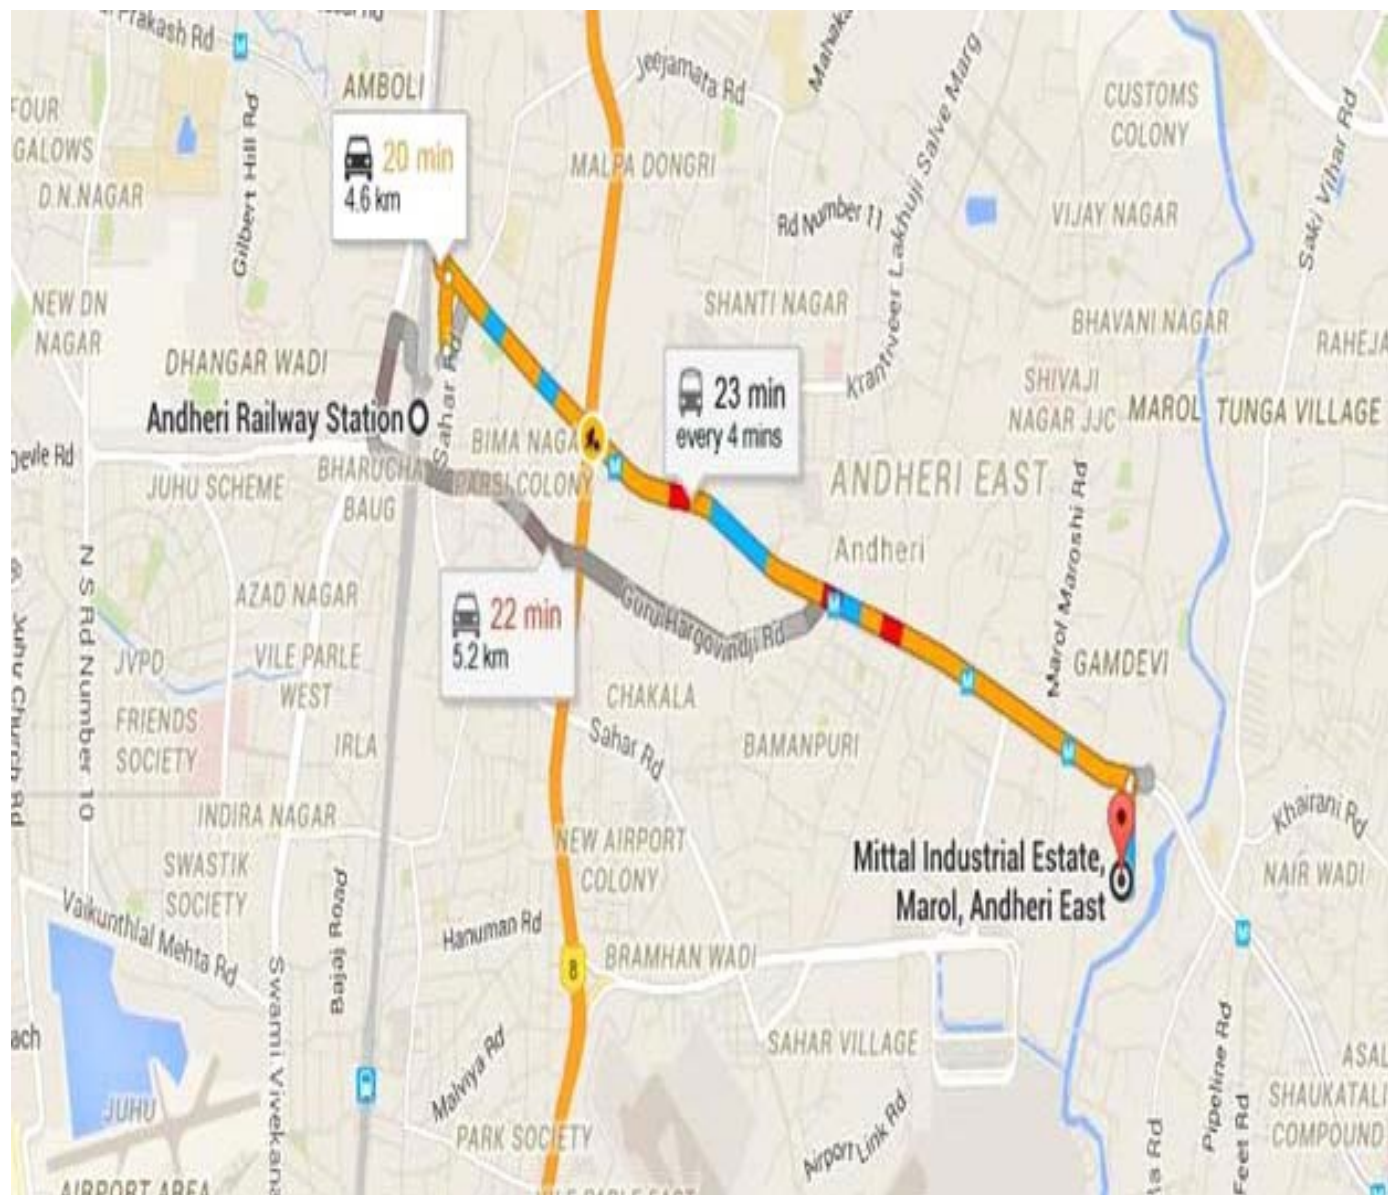 Prakash Rd
AMBOLI
Jeejamata Rd
CUSTOMS
COLONY
FOUR
GALOWS
D.N.NAGAR
Gilbert Hill Rd
20 min
4.6 km
MALPA DONGRI
Rd Number 11
Krantiveer Lakhuji Salve Marg
VIJAY NAGAR
Saki Vihar Rd
NEW DN
NAGAR
SHANTI NAGAR
BHAVANI NAGAR
RAHEJA
DHANGAR WADI
Andheri Railway Station
Sahar Rd
23 min
every 4 mins
SHIVAJI
NAGAR JJC
MAROL
TUNGA VILLAGE
BIMA NAGA
PARSI COLONY
BHARUCHA
BAUG
JUHU SCHEME
ANDHERI EAST
Andheri
Marol Maroshi Rd
N S Rd Number 10
AZAD NAGAR
22 min
5.2 km
Guru Hargovindji Rd
JVPD
VILE PARLE
WEST
GAMDEVI
Juhu Church Rd
FRIENDS
SOCIETY
IRLA
CHAKALA
Sahar Rd
BAMANPURI
INDIRA NAGAR
Khairani Rd
SWASTIK
SOCIETY
NEW AIRPORT
COLONY
Mittal Industrial Estate,
Marol, Andheri East
NAIR WADI
Vaikunthlal Mehta Rd
Bajaj Road
Hanuman Rd
8
BRAMHAN WADI
Swami Vivekana
ach
SAHAR VILLAGE
Malviya Rd
Pipeline Rd
ASAL
SHAUKATALI
COMPOUND
JUHU
PARK SOCIETY
Airport Link Rd
Feet Rd
AIRPORT AREA
VILE PARLE EAST